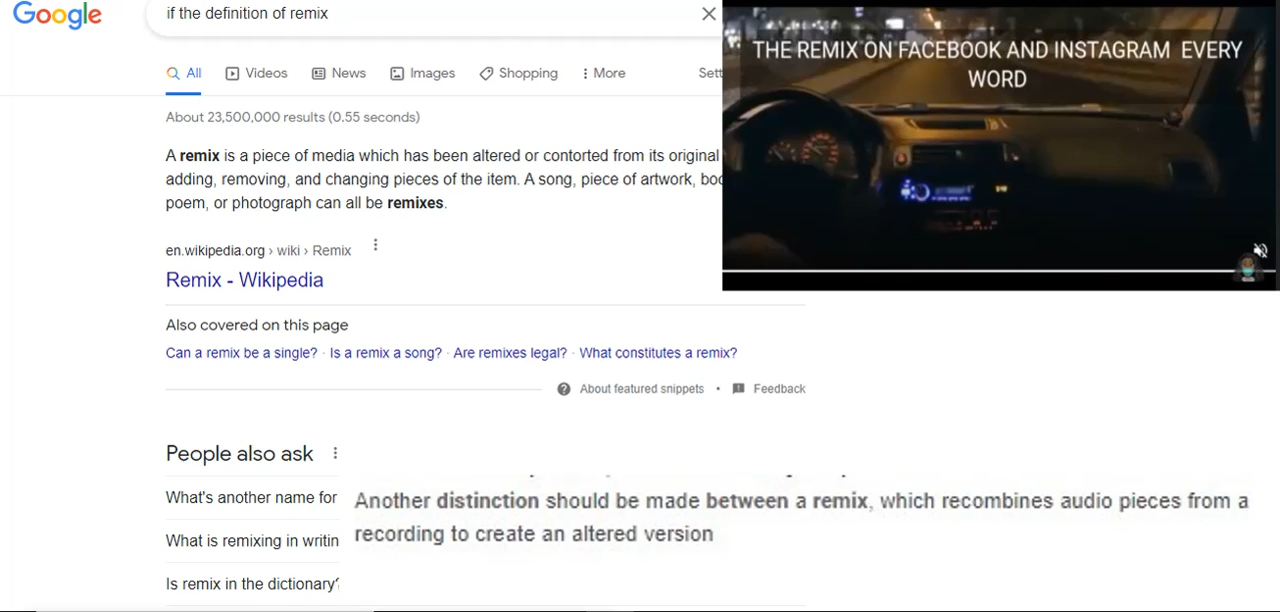 Google
if the definition of remix
All Videos News Images Shopping More Sett
About 23,500,000 results (0.55 seconds)
A remix is a piece of media which has been altered or contorted from its original
adding, removing, and changing pieces of the item. A song, piece of artwork, boo
poem, or photograph can all be remixes.
en.wikipedia.org › wiki › Remix
Remix - Wikipedia
Also covered on this page
Can a remix be a single? · Is a remix a song? · Are remixes legal? · What constitutes a remix?
About featured snippets • Feedback
People also ask
What's another name for
What is remixing in writin
Is remix in the dictionary?
THE REMIX ON FACEBOOK AND INSTAGRAM EVERY
WORD
Another distinction should be made between a remix, which recombines audio pieces from a
recording to create an altered version